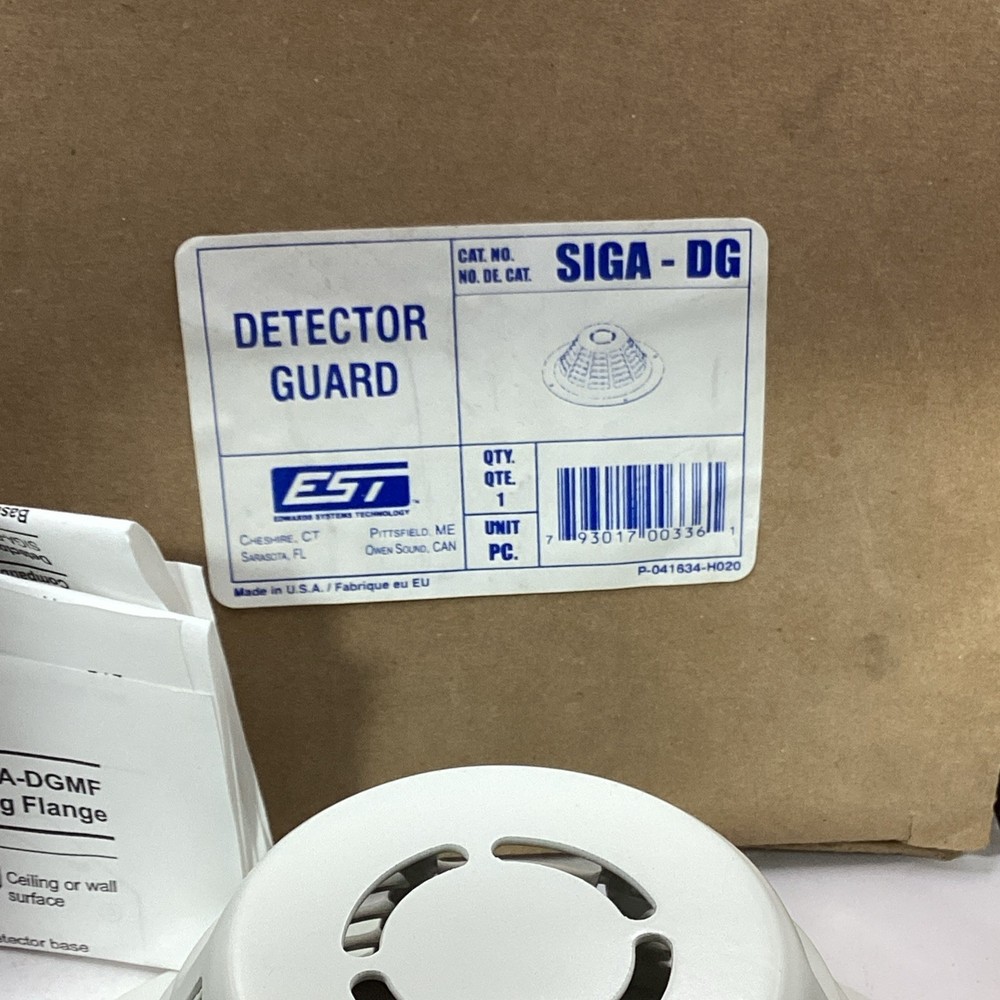 CAT. NO.
NO. DE. CAT.
SIGA - DG
DETECTOR
GUARD
EST
EDWARDS SYSTEMS TECHNOLOGY
CHESHIRE, CT PITTSFIELD, ME
SARASOTA, FL OWEN SOUND, CAN
QTY.
QTE.
1
UNIT
PC.
7 93017 00336 1
Made in U.S.A. / Fabrique eu EU
P-041634-H020
Base
A-DGMF
g Flange
Ceiling or wall
surface
etector base